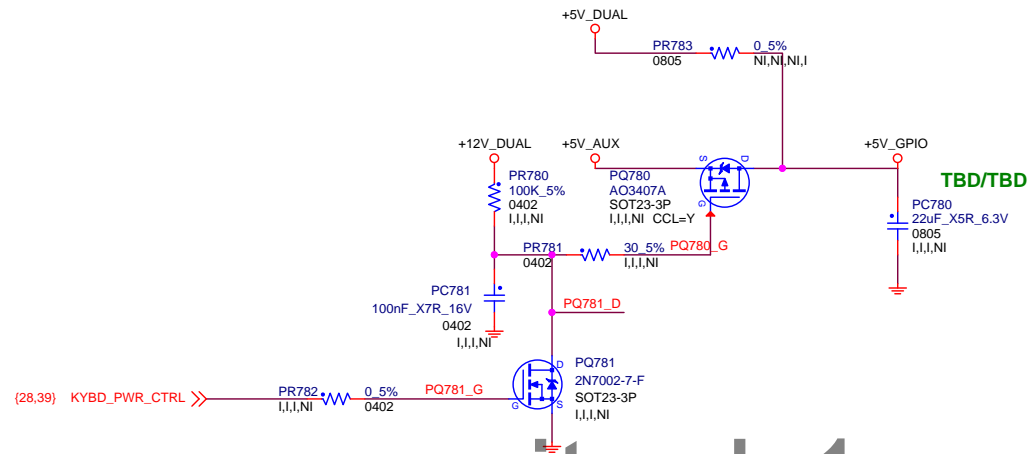 +5V_DUAL
PR783 0_5%
0805 NI,NI,NI,I
+12V_DUAL +5V_AUX +5V_GPIO
S D
G
PR780
100K_5%
0402
I,I,I,NI
PQ780
AO3407A
SOT23-3P
I,I,I,NI CCL=Y
TBD/TBD
PC780
22uF_X5R_6.3V
0805
I,I,I,NI
PR781 30_5% PQ780_G
0402 I,I,I,NI
PC781
100nF_X7R_16V
0402
I,I,I,NI
PQ781_D
D
G
S
PQ781
2N7002-7-F
SOT23-3P
I,I,I,NI
{28,39} KYBD_PWR_CTRL
PR782 0_5% PQ781_G
I,I,I,NI 0402